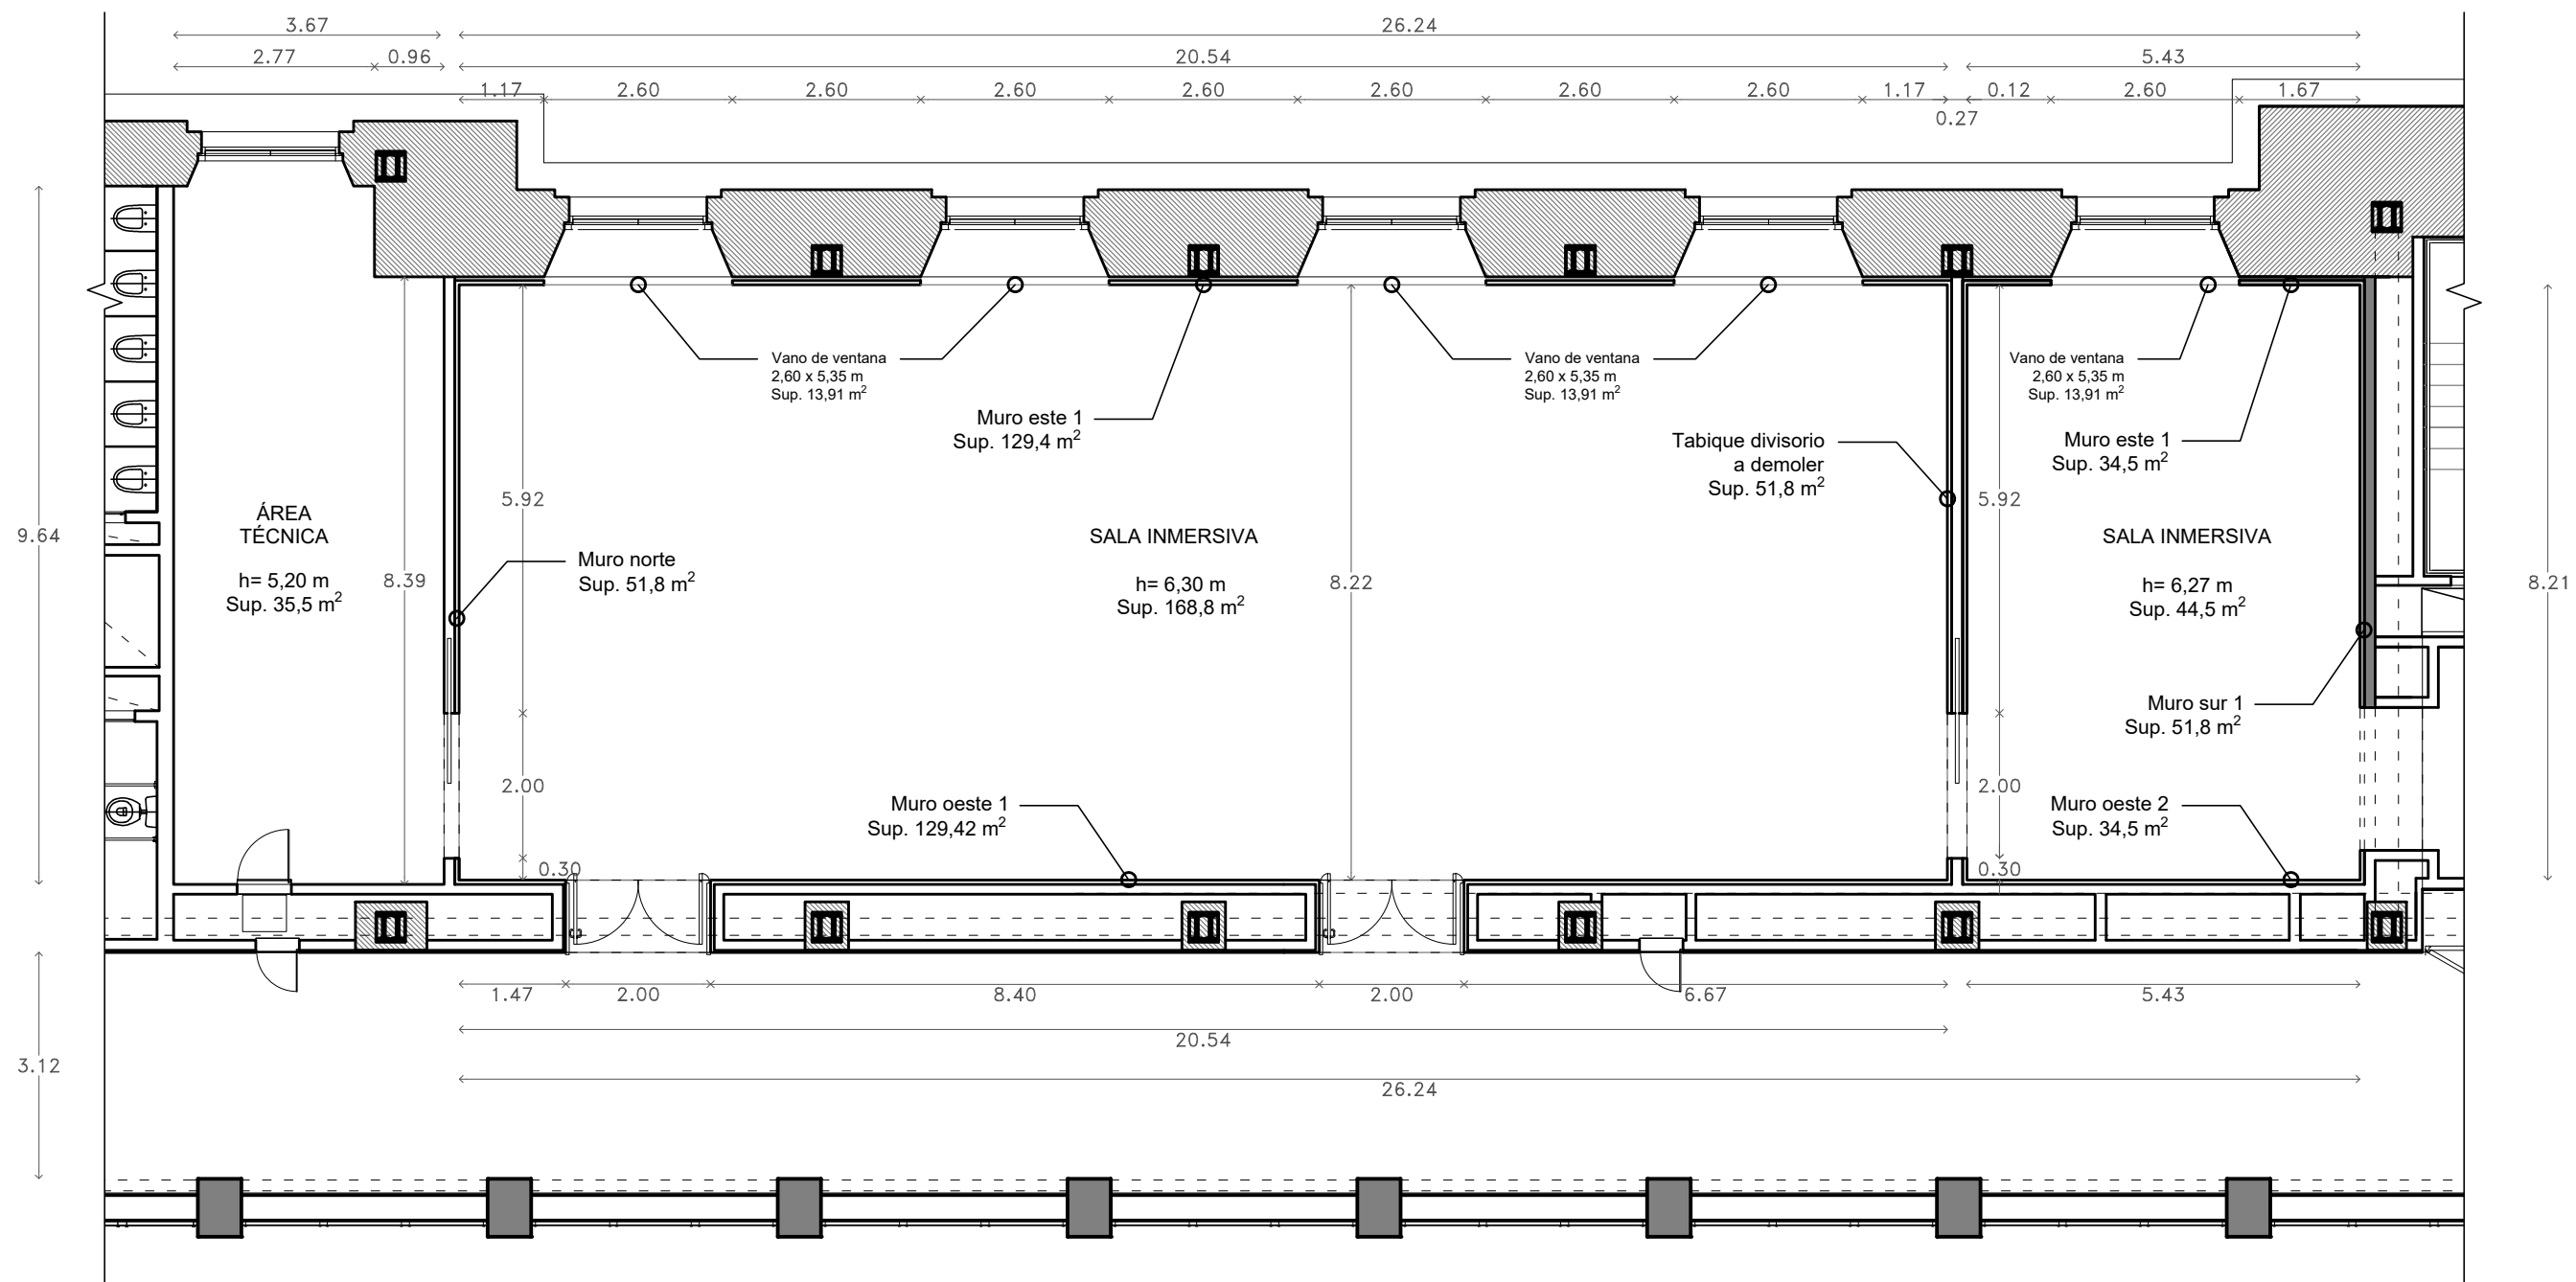 3.67
26.24
2.77
0.96
20.54
5.43
1.17
2.60
2.60
2.60
2.60
2.60
2.60
2.60
1.17
0.12
2.60
1.67
0.27
Vano de ventana
2,60 x 5,35 m
Sup. 13,91 m²
Vano de ventana
2,60 x 5,35 m
Sup. 13,91 m²
Vano de ventana
2,60 x 5,35 m
Sup. 13,91 m²
Muro este 1
Sup. 129,4 m²
Tabique divisorio
a demoler
Sup. 51,8 m²
Muro este 1
Sup. 34,5 m²
5.92
5.92
9.64
ÁREA
TÉCNICA
h= 5,20 m
Sup. 35,5 m²
8.39
Muro norte
Sup. 51,8 m²
SALA INMERSIVA
h= 6,30 m
Sup. 168,8 m²
8.22
SALA INMERSIVA
h= 6,27 m
Sup. 44,5 m²
8.21
Muro sur 1
Sup. 51,8 m²
2.00
2.00
Muro oeste 1
Sup. 129,42 m²
Muro oeste 2
Sup. 34,5 m²
0.30
0.30
1.47
2.00
8.40
2.00
6.67
5.43
20.54
3.12
26.24